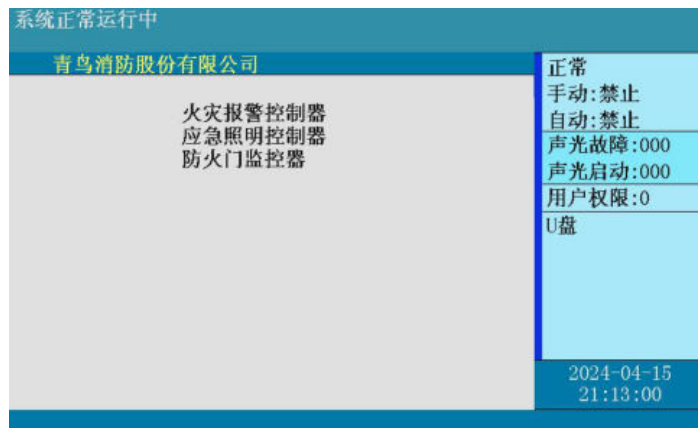 系统正常运行中
青鸟消防股份有限公司
火灾报警控制器
应急照明控制器
防火门监控器
正常
手动:禁止
自动:禁止
声光故障:000
声光启动:000
用户权限:0
U盘
2024-04-15
21:13:00